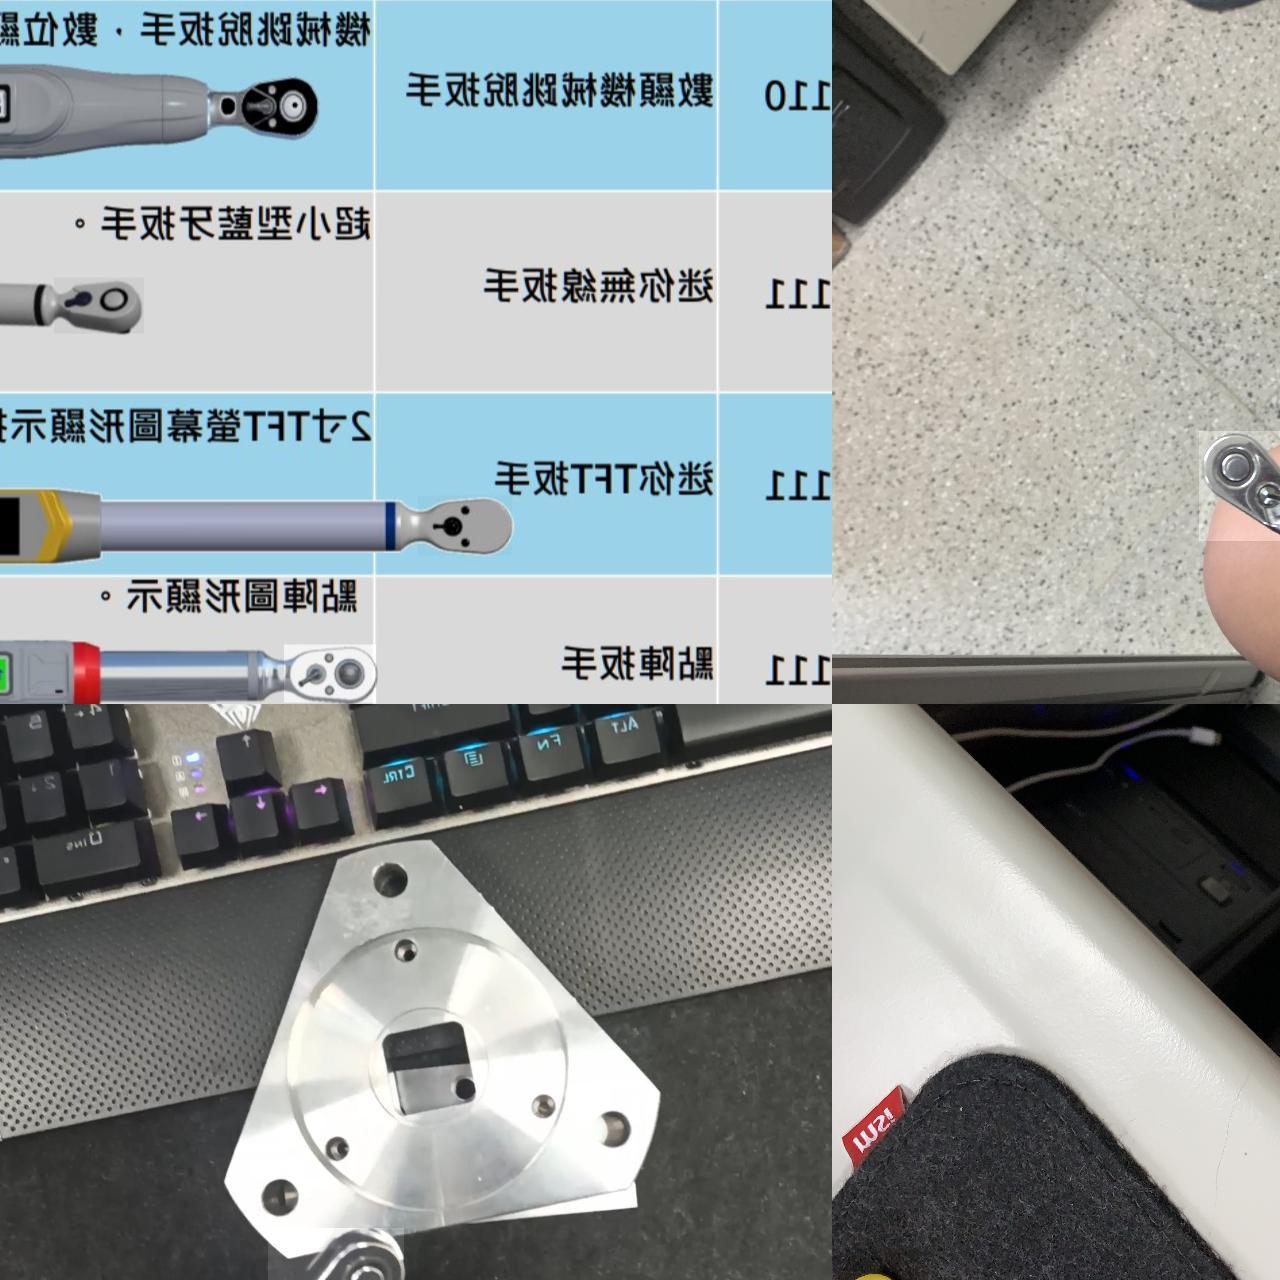 機械跳脫扳手，數位顯
數顯機械跳脫扳手
110
超小型藍牙扳手。
迷你無線扳手
111
2寸TFT螢幕圖形顯示
迷你TFT扳手
111
點陣圖形顯示。
點陣扳手
111
ALT
FN
CTRL
INS
msi